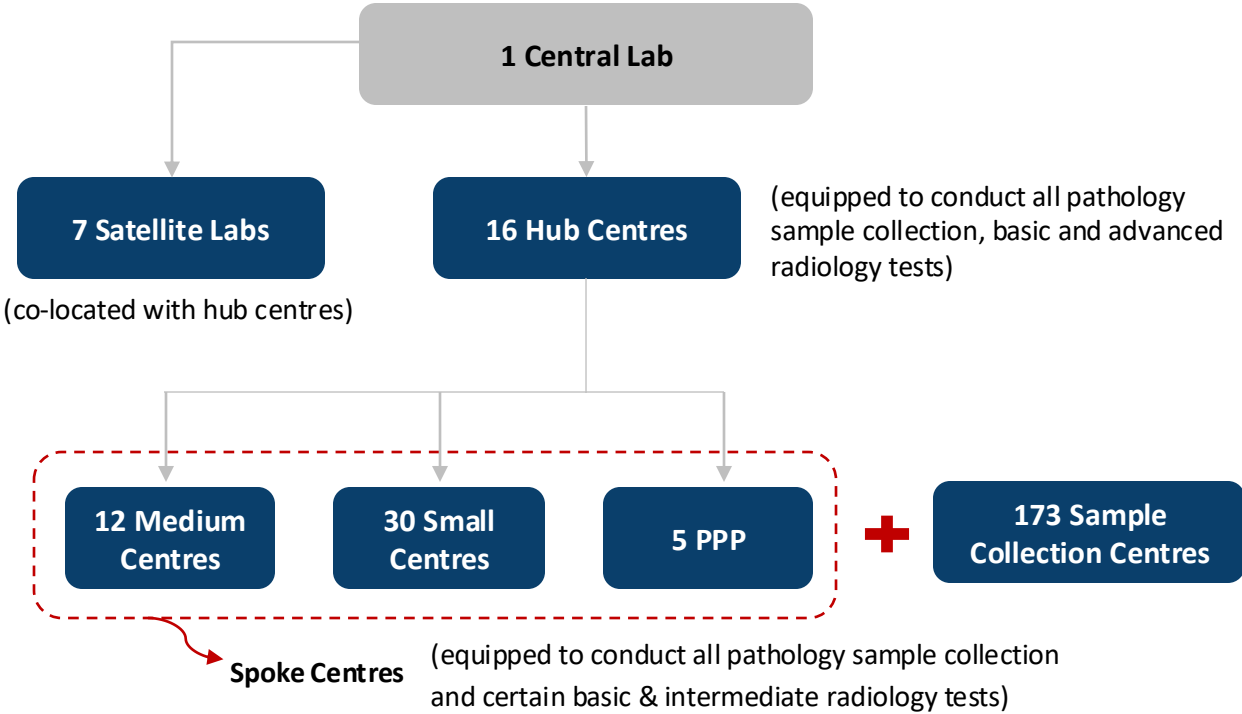 1 Central Lab
7 Satellite Labs
(co-located with hub centres)
16 Hub Centres
(equipped to conduct all pathology
sample collection, basic and advanced
radiology tests)
12 Medium
Centres
30 Small
Centres
5 PPP
173 Sample
Collection Centres
Spoke Centres
(equipped to conduct all pathology sample collection
and certain basic & intermediate radiology tests)